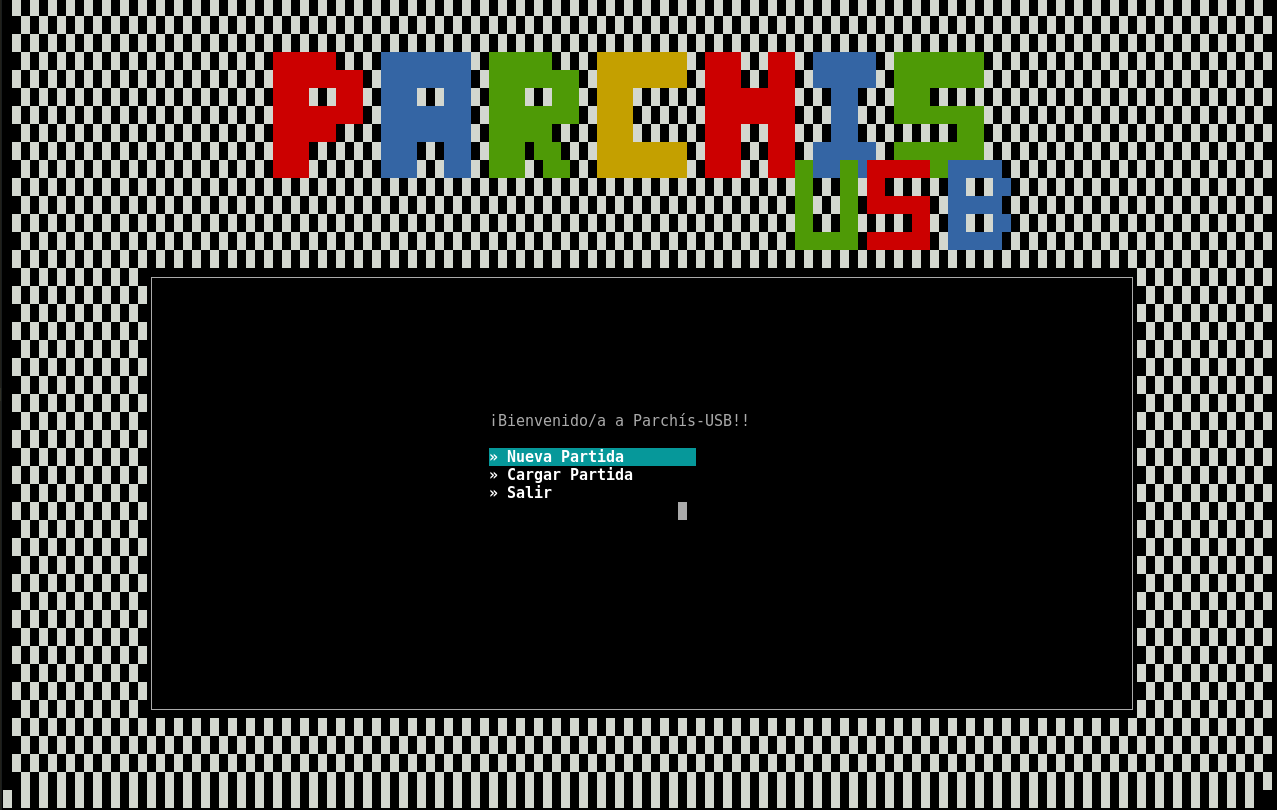 PARCHIS
USB
¡Bienvenido/a a Parchís-USB!!
» Nueva Partida
» Cargar Partida
» Salir